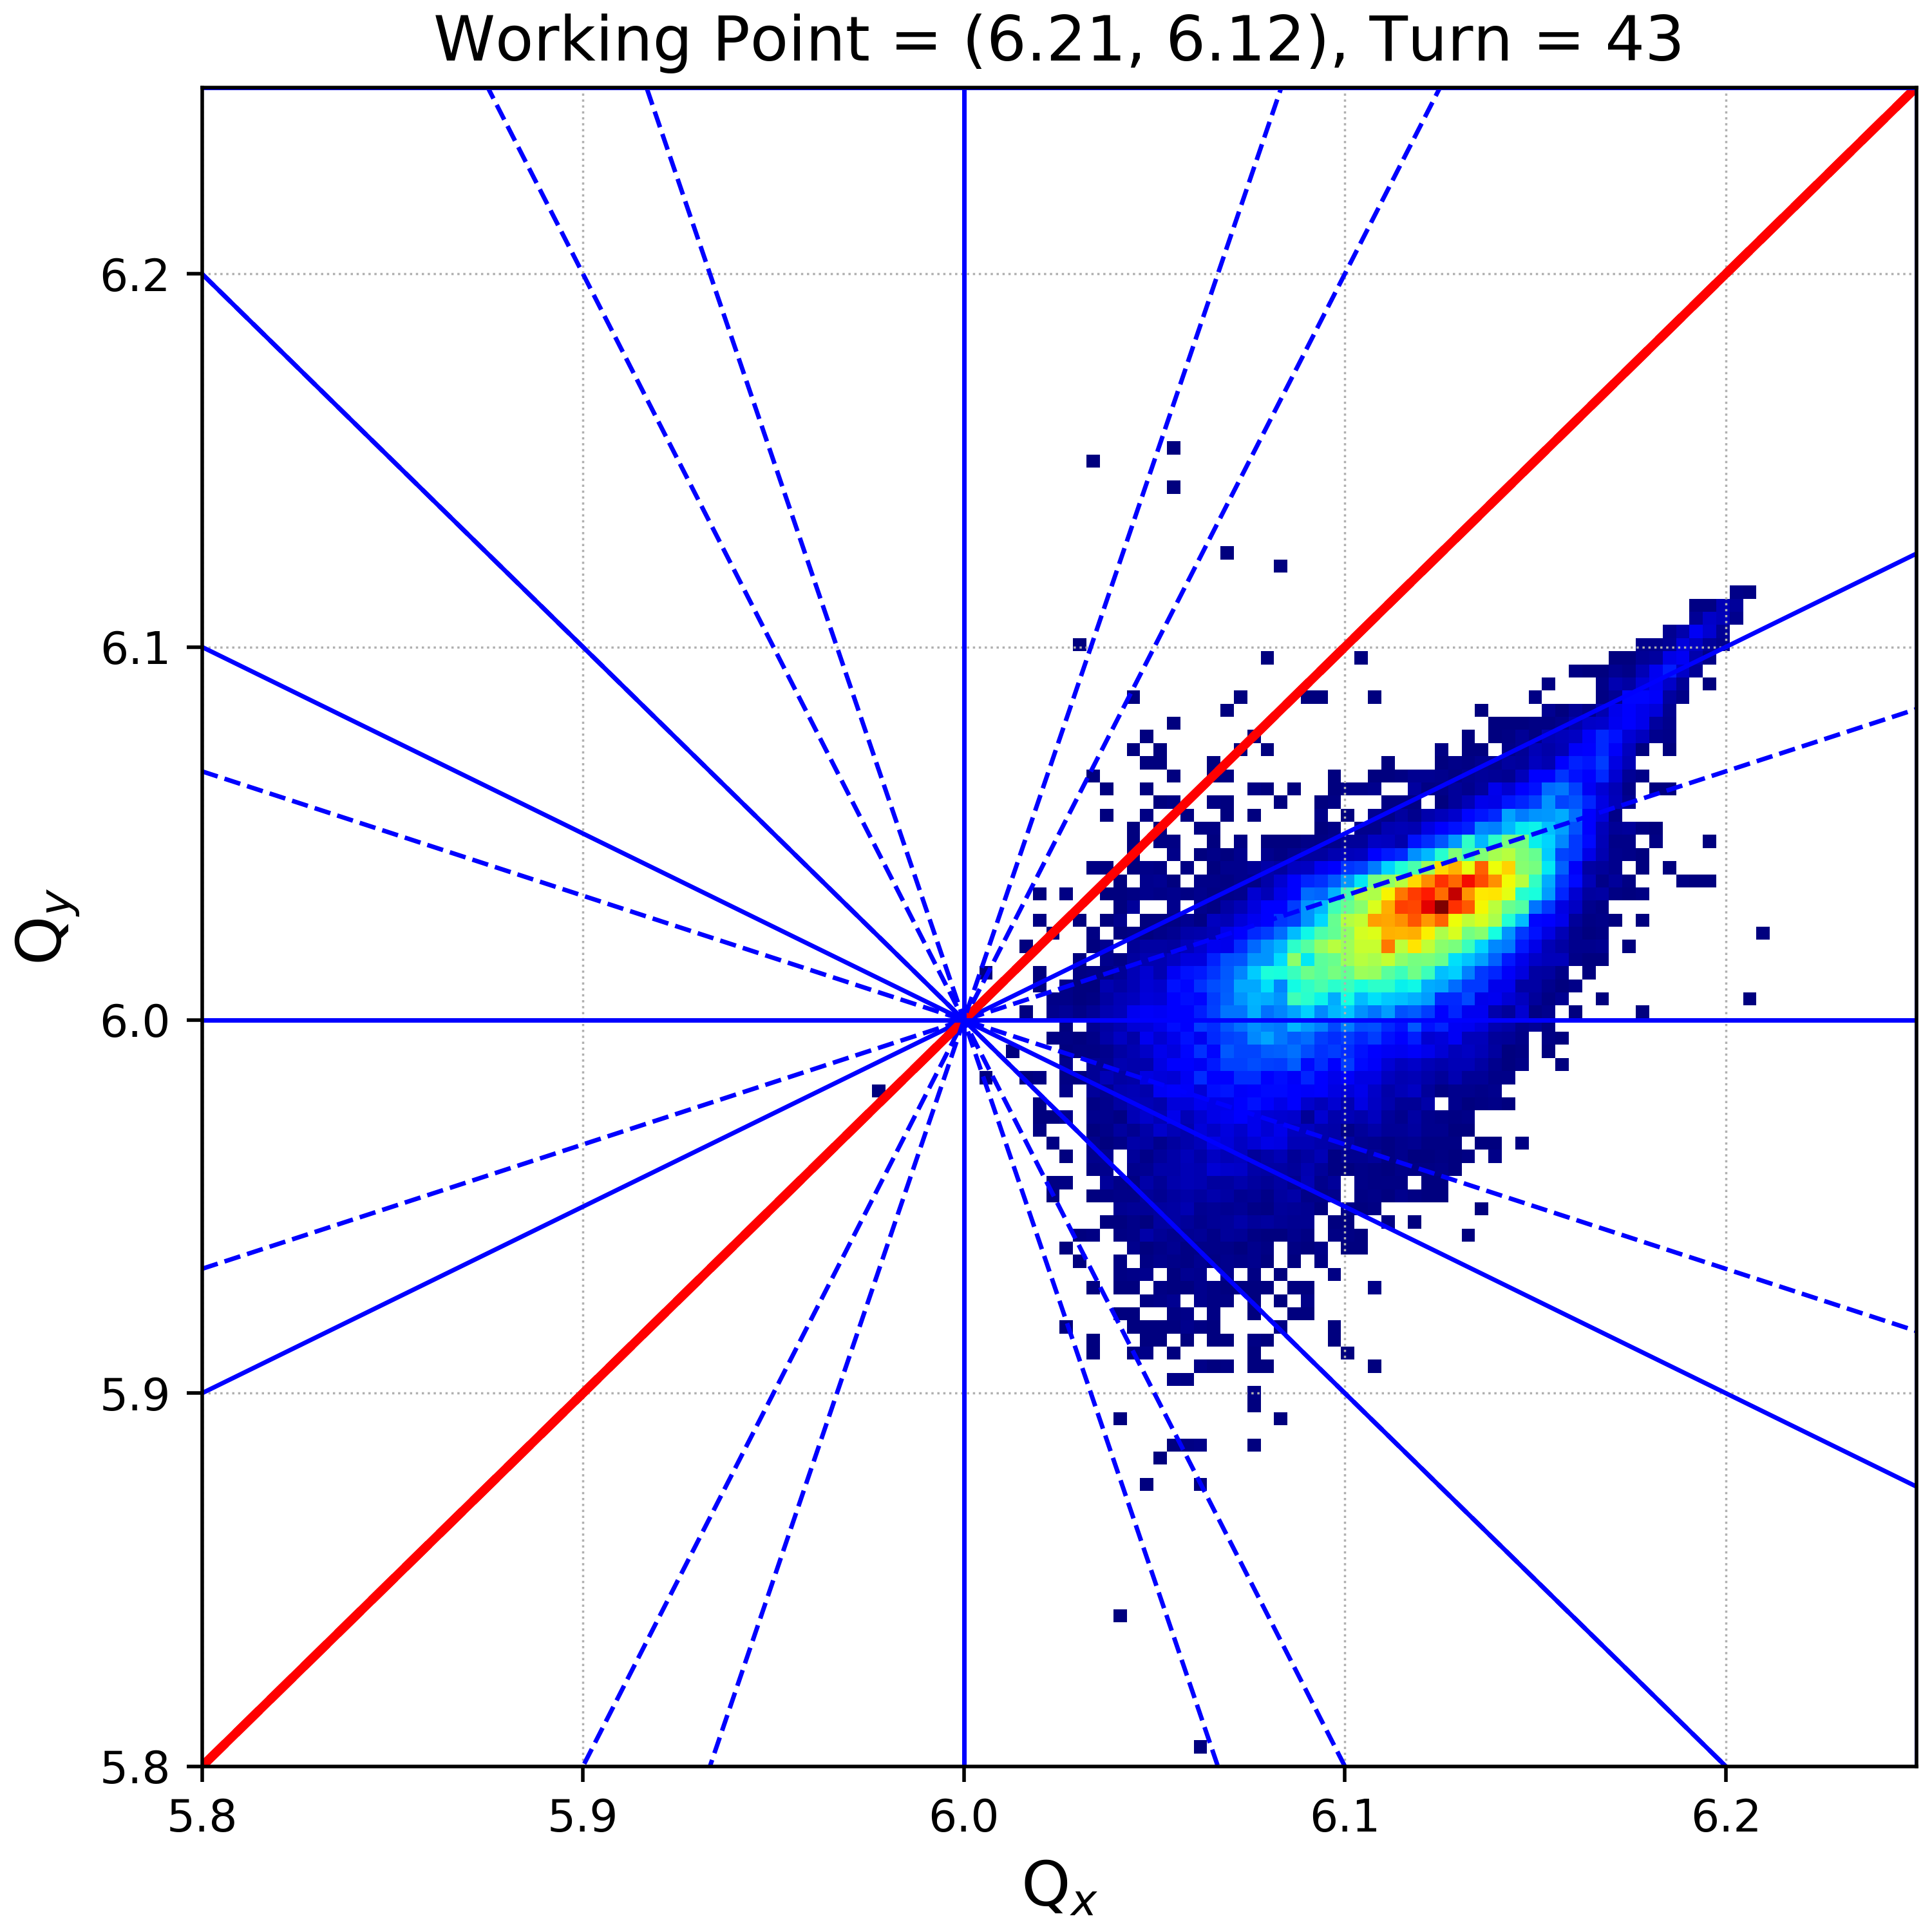 Working Point = (6.21, 6.12), Turn = 43
6.2
6.1
6.0
5.9
5.8
Qy
5.8 5.9 6.0 6.1 6.2
Qx